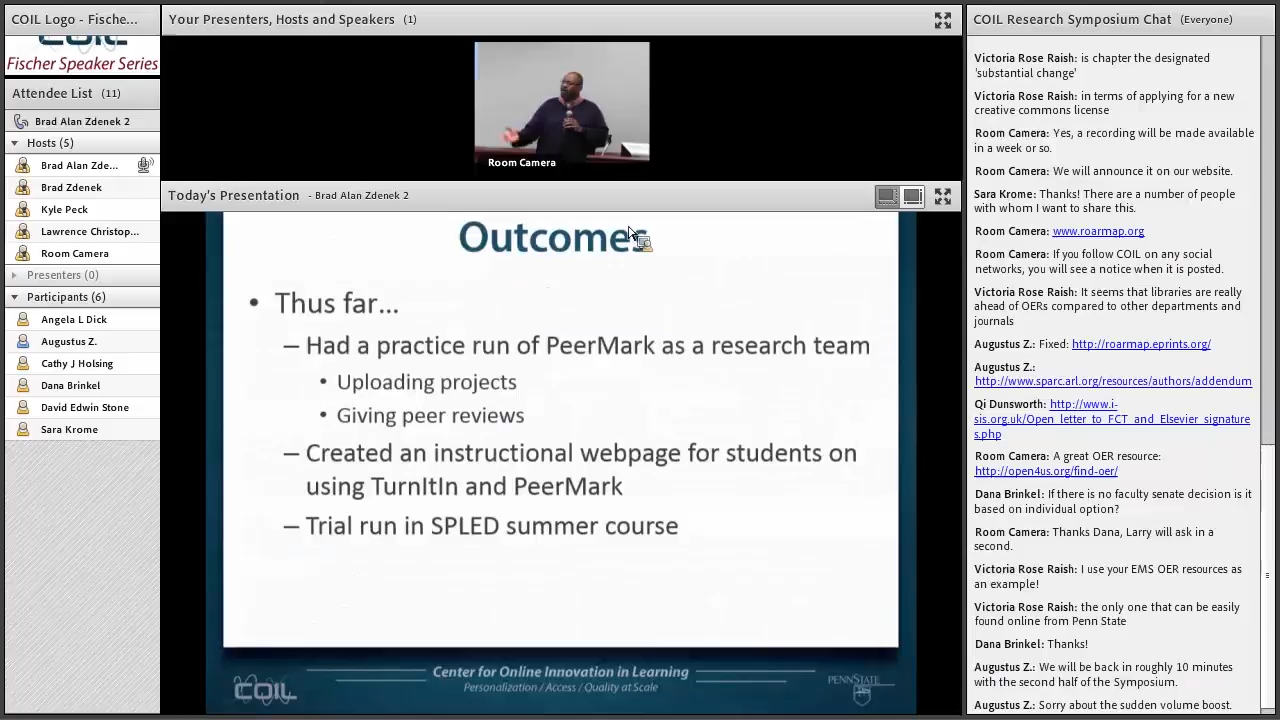 COIL Logo - Fische...
COIL
Fischer Speaker Series
Attendee List (11)
Brad Alan Zdenek 2
Hosts (5)
Brad Alan Zde...
Brad Zdenek
Kyle Peck
Lawrence Christop...
Room Camera
Presenters (0)
Participants (6)
Angela L Dick
Augustus Z.
Cathy J Holsing
Dana Brinkel
David Edwin Stone
Sara Krome
Your Presenters, Hosts and Speakers (1)
Room Camera
Today's Presentation - Brad Alan Zdenek 2
Outcomes
• Thus far...
– Had a practice run of PeerMark as a research team
• Uploading projects
• Giving peer reviews
– Created an instructional webpage for students on
using TurnItIn and PeerMark
– Trial run in SPLED summer course
COIL
Center for Online Innovation in Learning
Personalization / Access / Quality at Scale
PENNSTATE
COIL Research Symposium Chat (Everyone)
Victoria Rose Raish: is chapter the designated
'substantial change'
Victoria Rose Raish: in terms of applying for a new
creative commons license
Room Camera: Yes, a recording will be made available
in a week or so.
Room Camera: We will announce it on our website.
Sara Krome: Thanks! There are a number of people
with whom I want to share this.
Room Camera: www.roarmap.org
Room Camera: If you follow COIL on any social
networks, you will see a notice when it is posted.
Victoria Rose Raish: It seems that libraries are really
ahead of OERs compared to other departments and
journals
Augustus Z.: Fixed: http://roarmap.eprints.org/
Augustus Z.:
http://www.sparc.arl.org/resources/authors/addendum
Qi Dunsworth: http://www.i-
sis.org.uk/Open_letter_to_FCT_and_Elsevier_signature
s.php
Room Camera: A great OER resource:
http://open4us.org/find-oer/
Dana Brinkel: If there is no faculty senate decision is it
based on individual option?
Room Camera: Thanks Dana, Larry will ask in a
second.
Victoria Rose Raish: I use your EMS OER resources as
an example!
Victoria Rose Raish: the only one that can be easily
found online from Penn State
Dana Brinkel: Thanks!
Augustus Z.: We will be back in roughly 10 minutes
with the second half of the Symposium.
Augustus Z.: Sorry about the sudden volume boost.